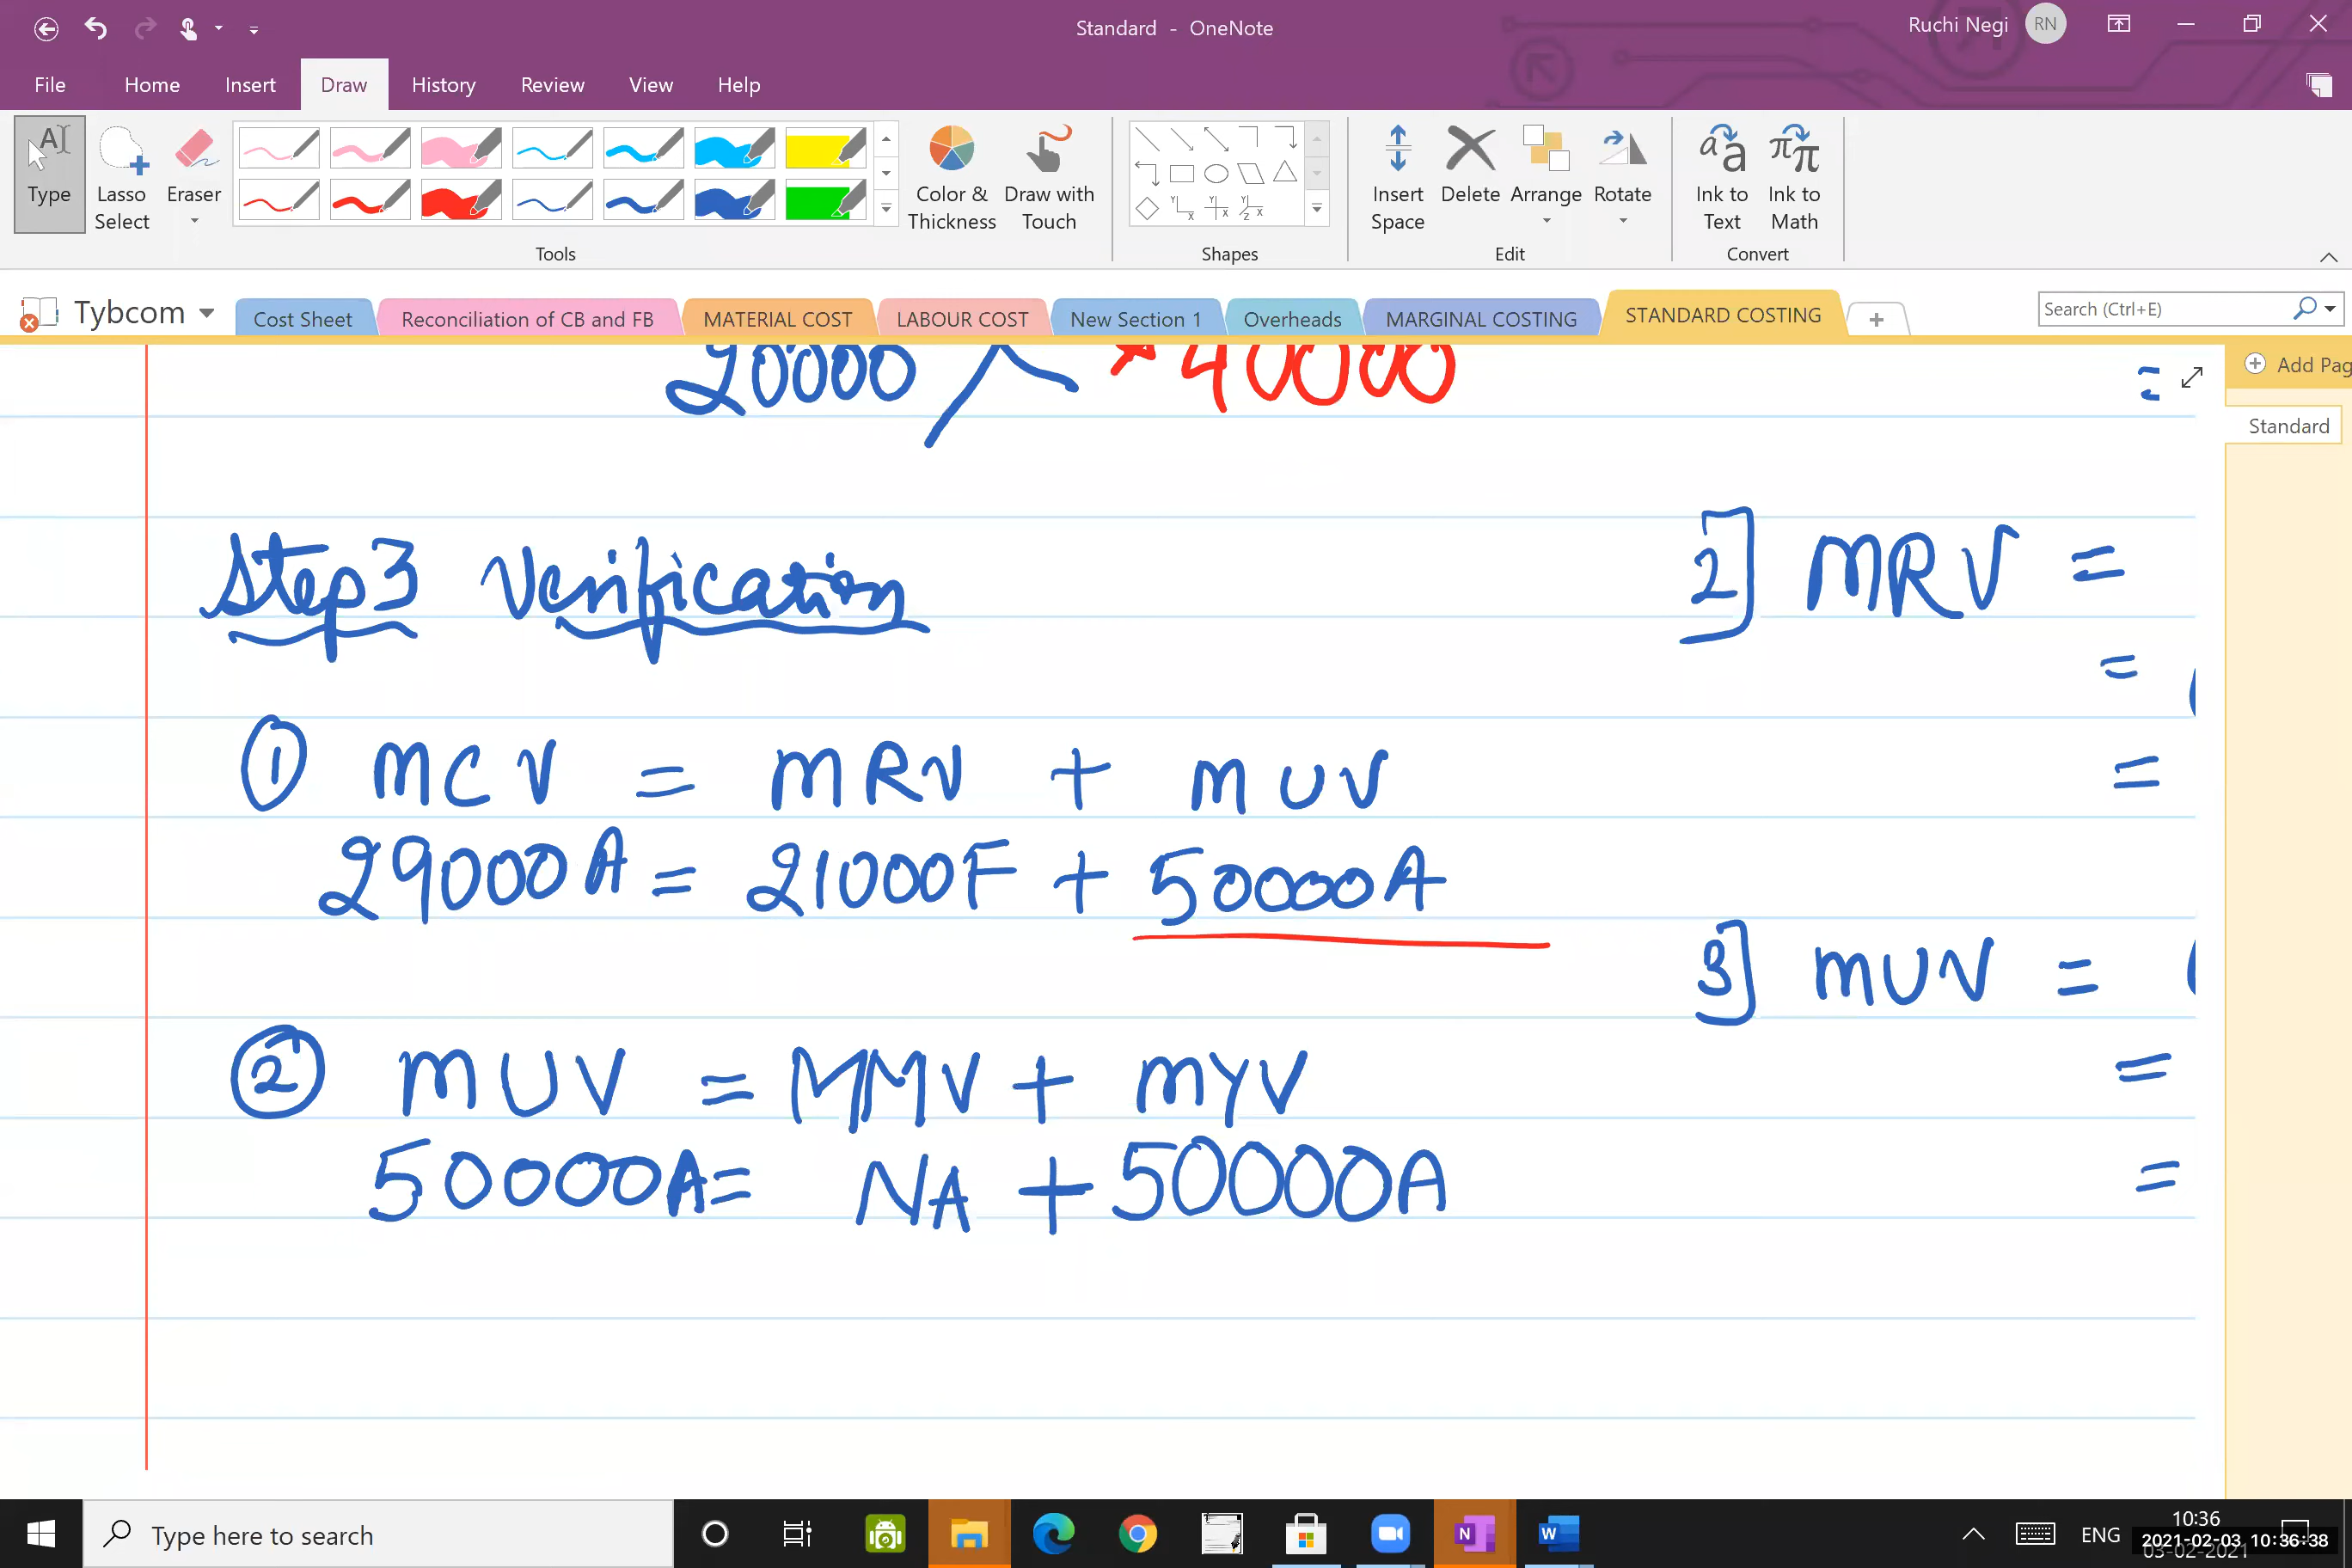 Standard - OneNote
Ruchi Negi RN
File Home Insert Draw History Review View Help
Type
Lasso Select
Eraser
Color & Thickness
Draw with Touch
Insert Space
Delete
Arrange
Rotate
Ink to Text
Ink to Math
Tools Shapes Edit Convert
Tybcom Cost Sheet Reconciliation of CB and FB MATERIAL COST LABOUR COST New Section 1 Overheads MARGINAL COSTING STANDARD COSTING + Search (Ctrl+E)
Add Pag
Standard
20000 * 40000
=
Step 3 Verification
① MCV = MRV + MUV
29000A = 21000F + 50000A
② MUV = MMV + MYV
50000A = NA + 50000A
2] MRV =
= (
=
3] MUV = (
=
=
Type here to search
ENG
10:36
03-02-2021
2021-02-03 10:36:38